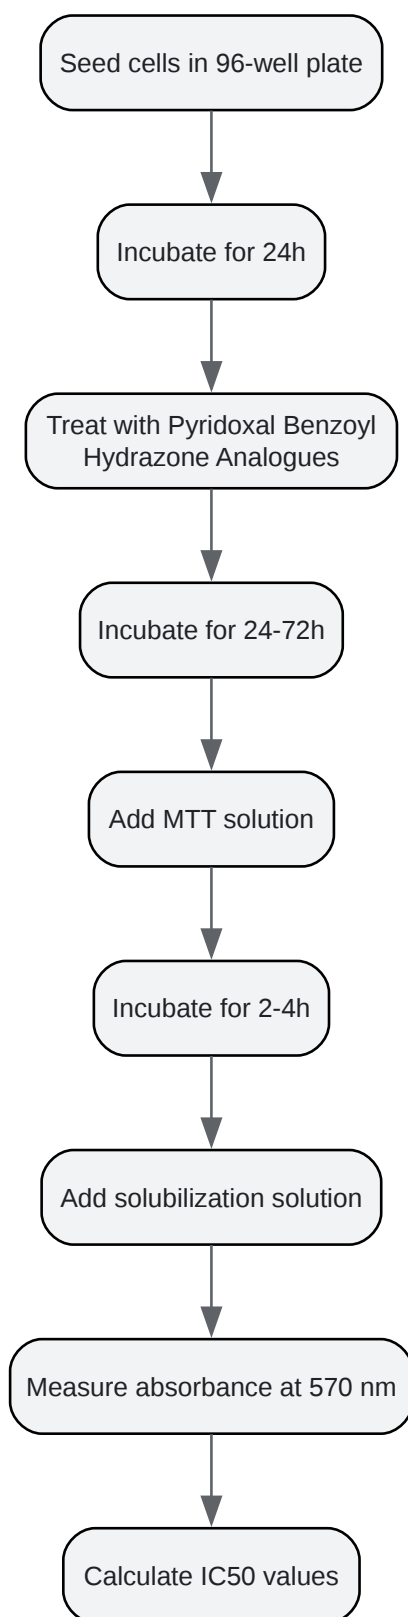 Seed cells in 96-well plate
Incubate for 24h
Treat with Pyridoxal Benzoyl
Hydrazone Analogues
Incubate for 24-72h
Add MTT solution
Incubate for 2-4h
Add solubilization solution
Measure absorbance at 570 nm
Calculate IC50 values